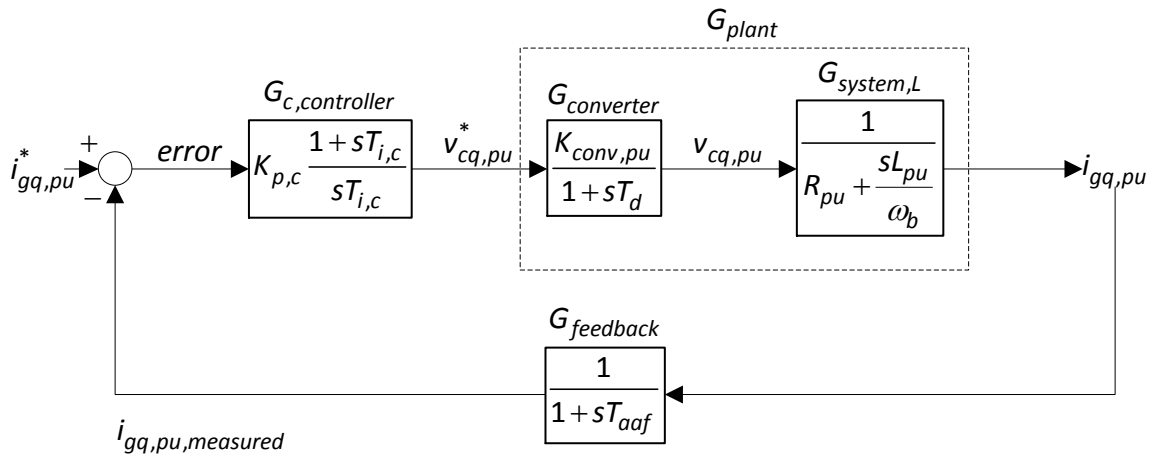 G_plant
G_c,controller
G_converter
G_system,L
i*_gq,pu
+
−
error
K_p,c (1 + sT_i,c) / (sT_i,c)
v*_cq,pu
K_conv,pu / (1 + sT_d)
v_cq,pu
1 / (R_pu + sL_pu / ω_b)
i_gq,pu
G_feedback
1 / (1 + sT_aaf)
i_gq,pu,measured